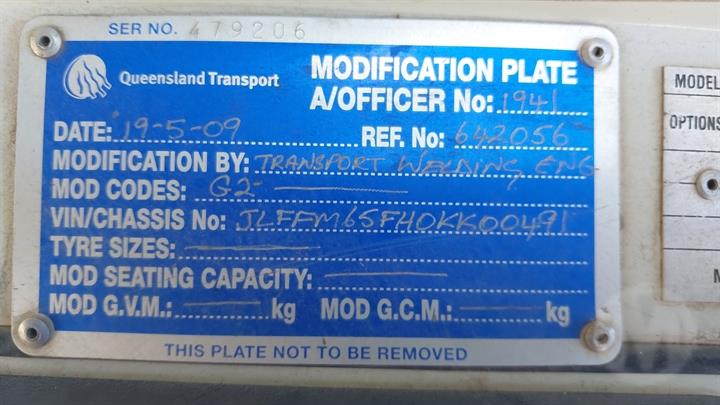 SER NO. 479206
Queensland Transport
MODIFICATION PLATE
A/OFFICER No: 1941
DATE: 19-5-09 REF. No: 642056
MODIFICATION BY: TRANSPORT WELDING ENG
MOD CODES: G2
VIN/CHASSIS No: JLFFM65FH0KK00491
TYRE SIZES:
MOD SEATING CAPACITY:
MOD G.V.M.: kg MOD G.C.M.: kg
THIS PLATE NOT TO BE REMOVED
MODEL
OPTIONS